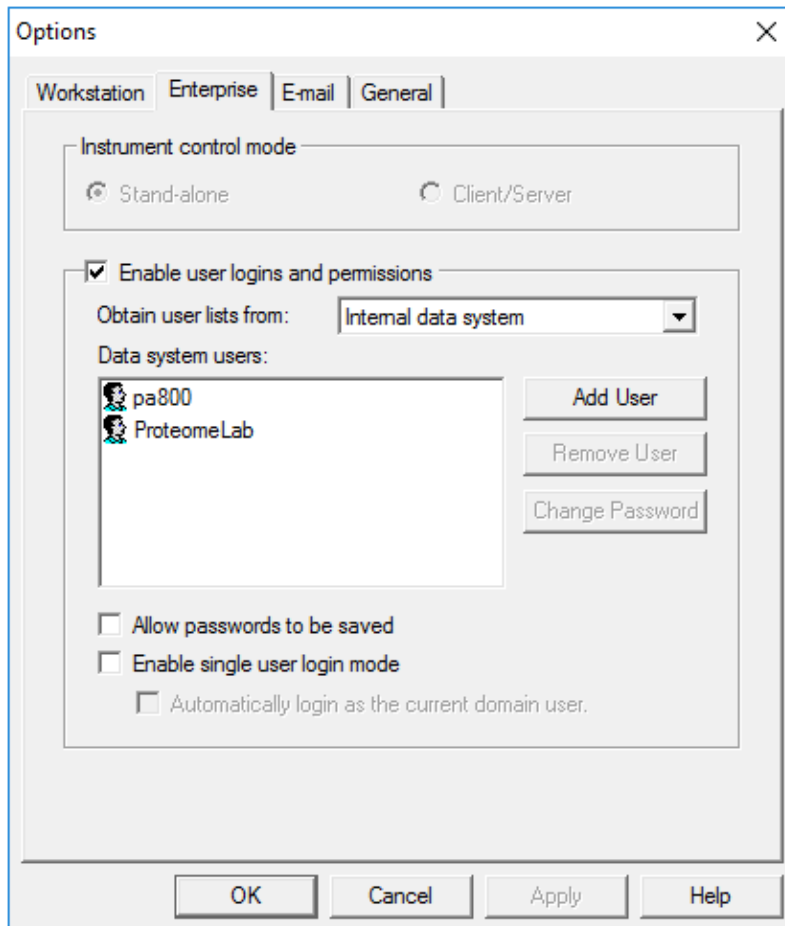 Options
Workstation Enterprise E-mail General
Instrument control mode
Stand-alone Client/Server
Enable user logins and permissions
Obtain user lists from: Internal data system
Data system users:
pa800 Add User
ProteomeLab
Remove User
Change Password
Allow passwords to be saved
Enable single user login mode
Automatically login as the current domain user.
OK Cancel Apply Help